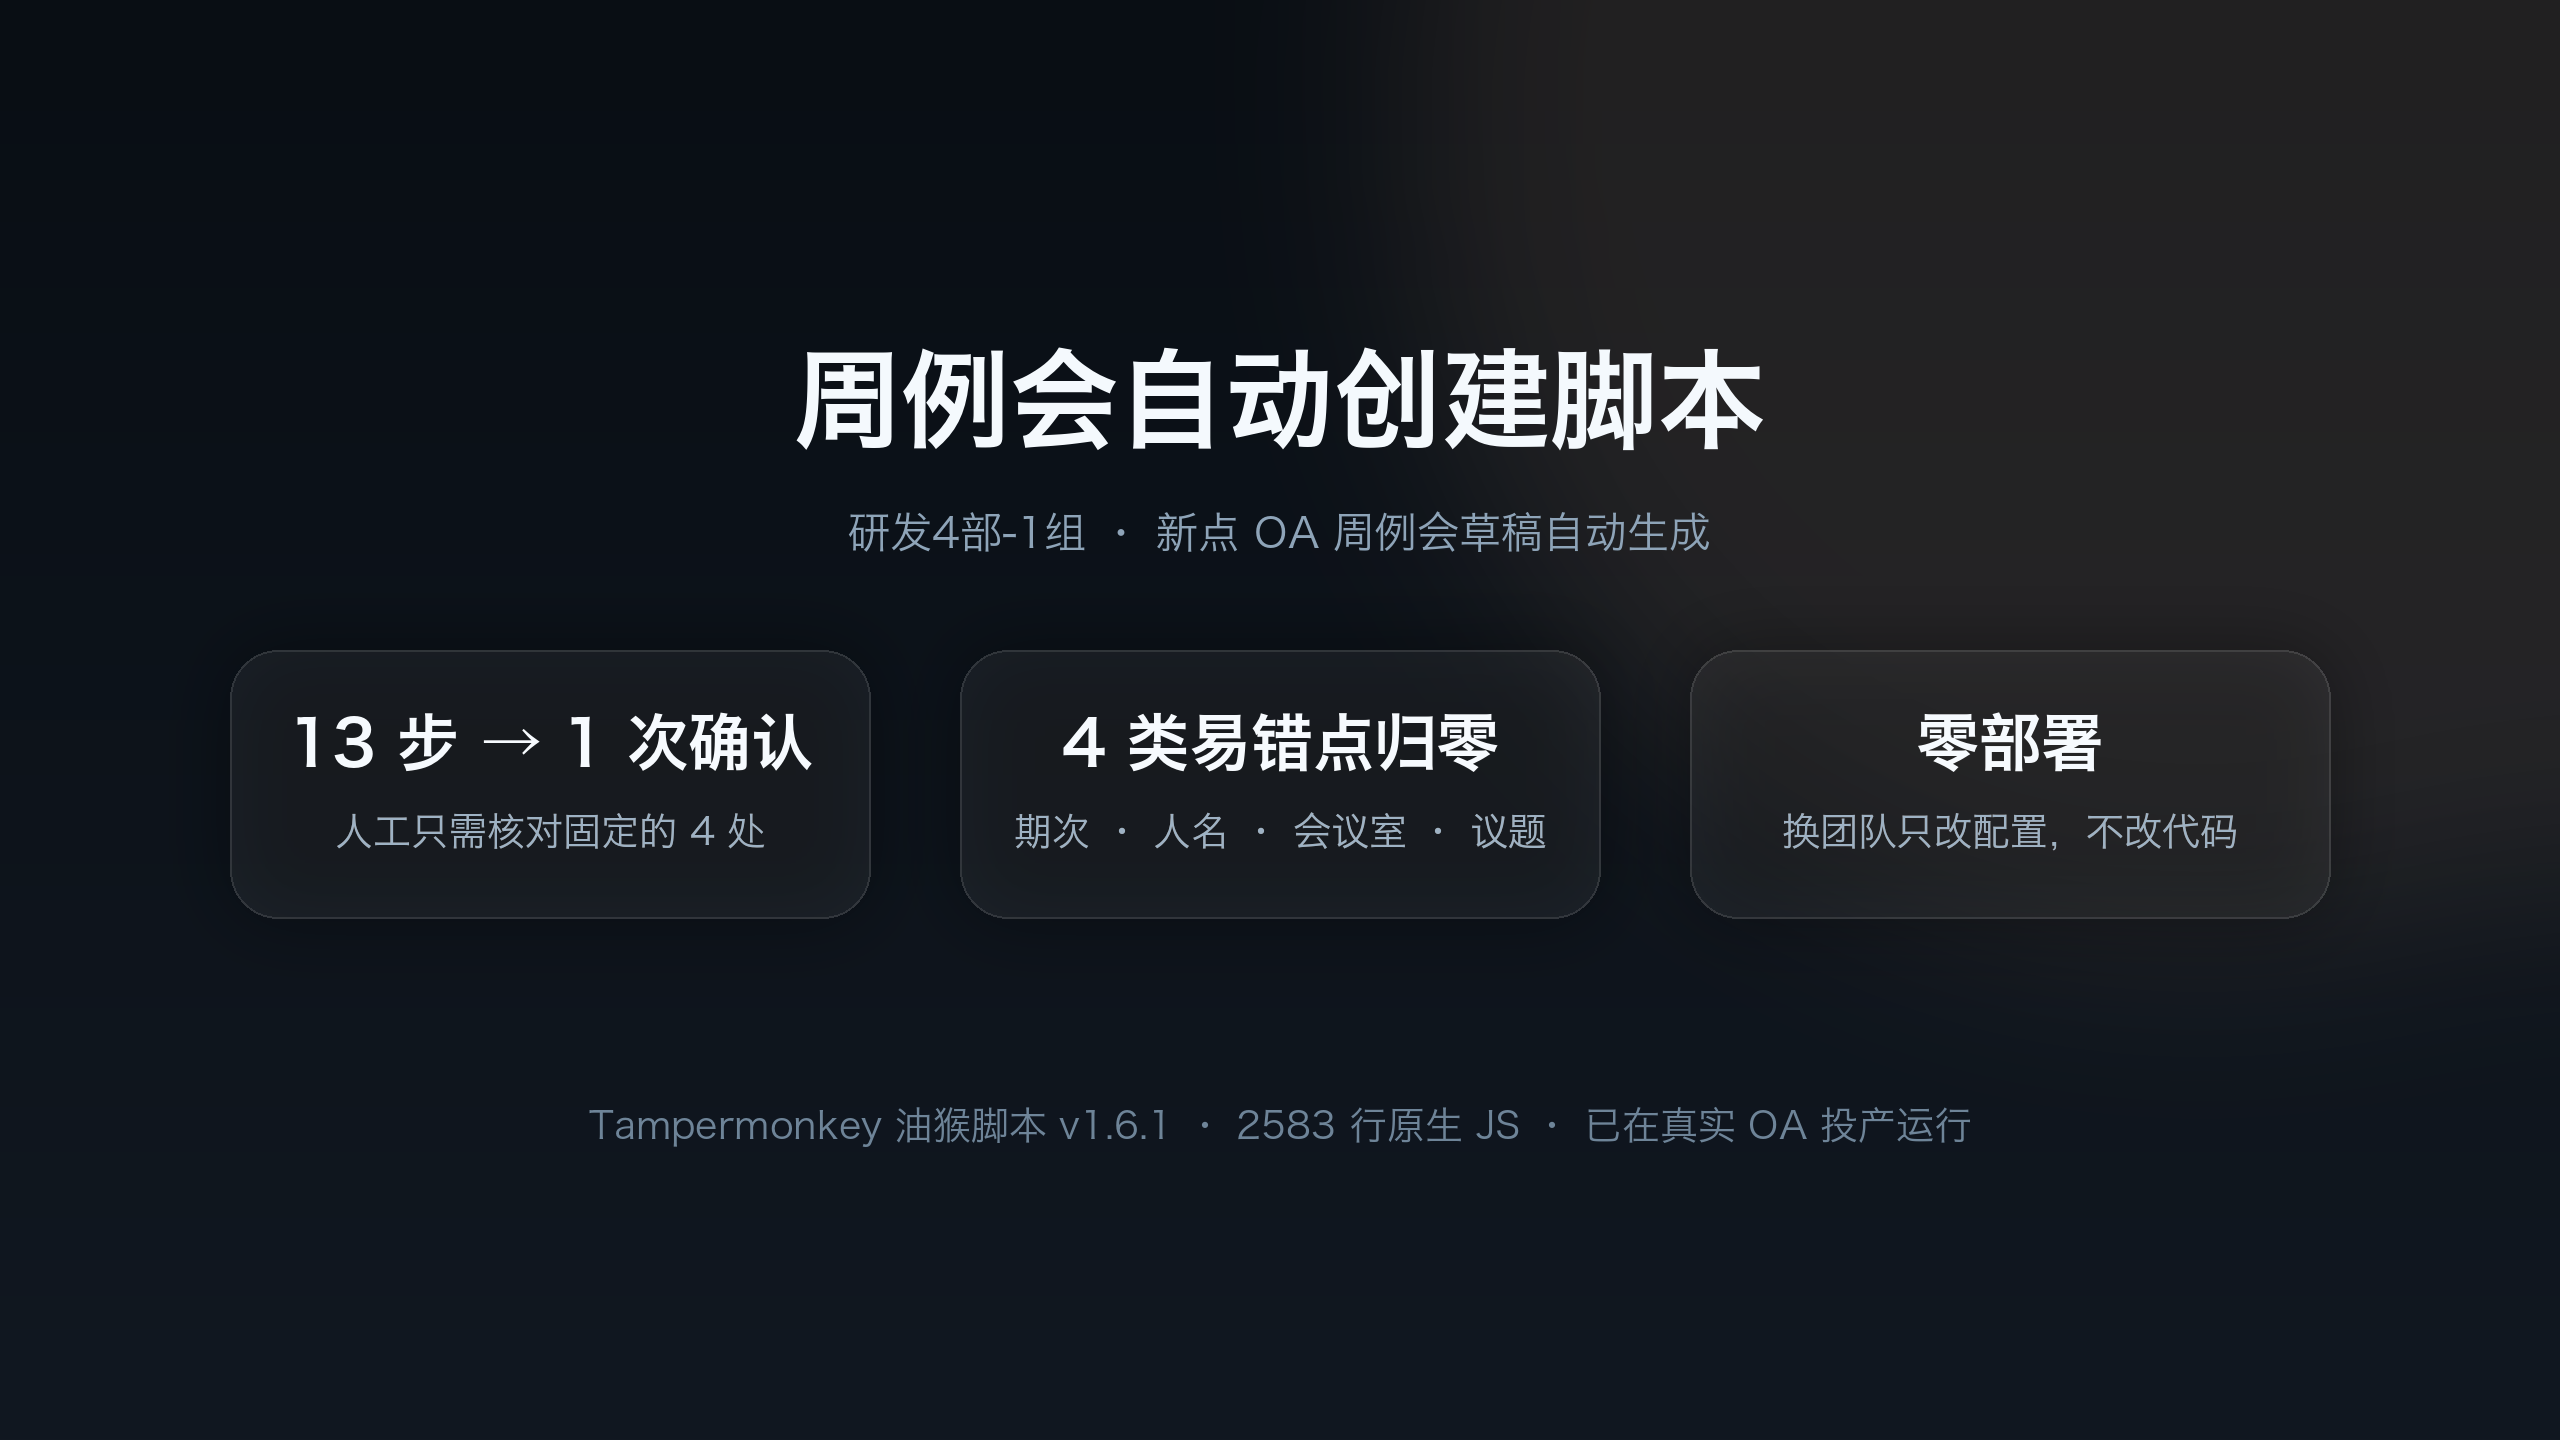 周例会自动创建脚本
研发4部-1组 · 新点 OA 周例会草稿自动生成
13 步 → 1 次确认
人工只需核对固定的 4 处
4 类易错点归零
期次 · 人名 · 会议室 · 议题
零部署
换团队只改配置，不改代码
Tampermonkey 油猴脚本 v1.6.1 · 2583 行原生 JS · 已在真实 OA 投产运行